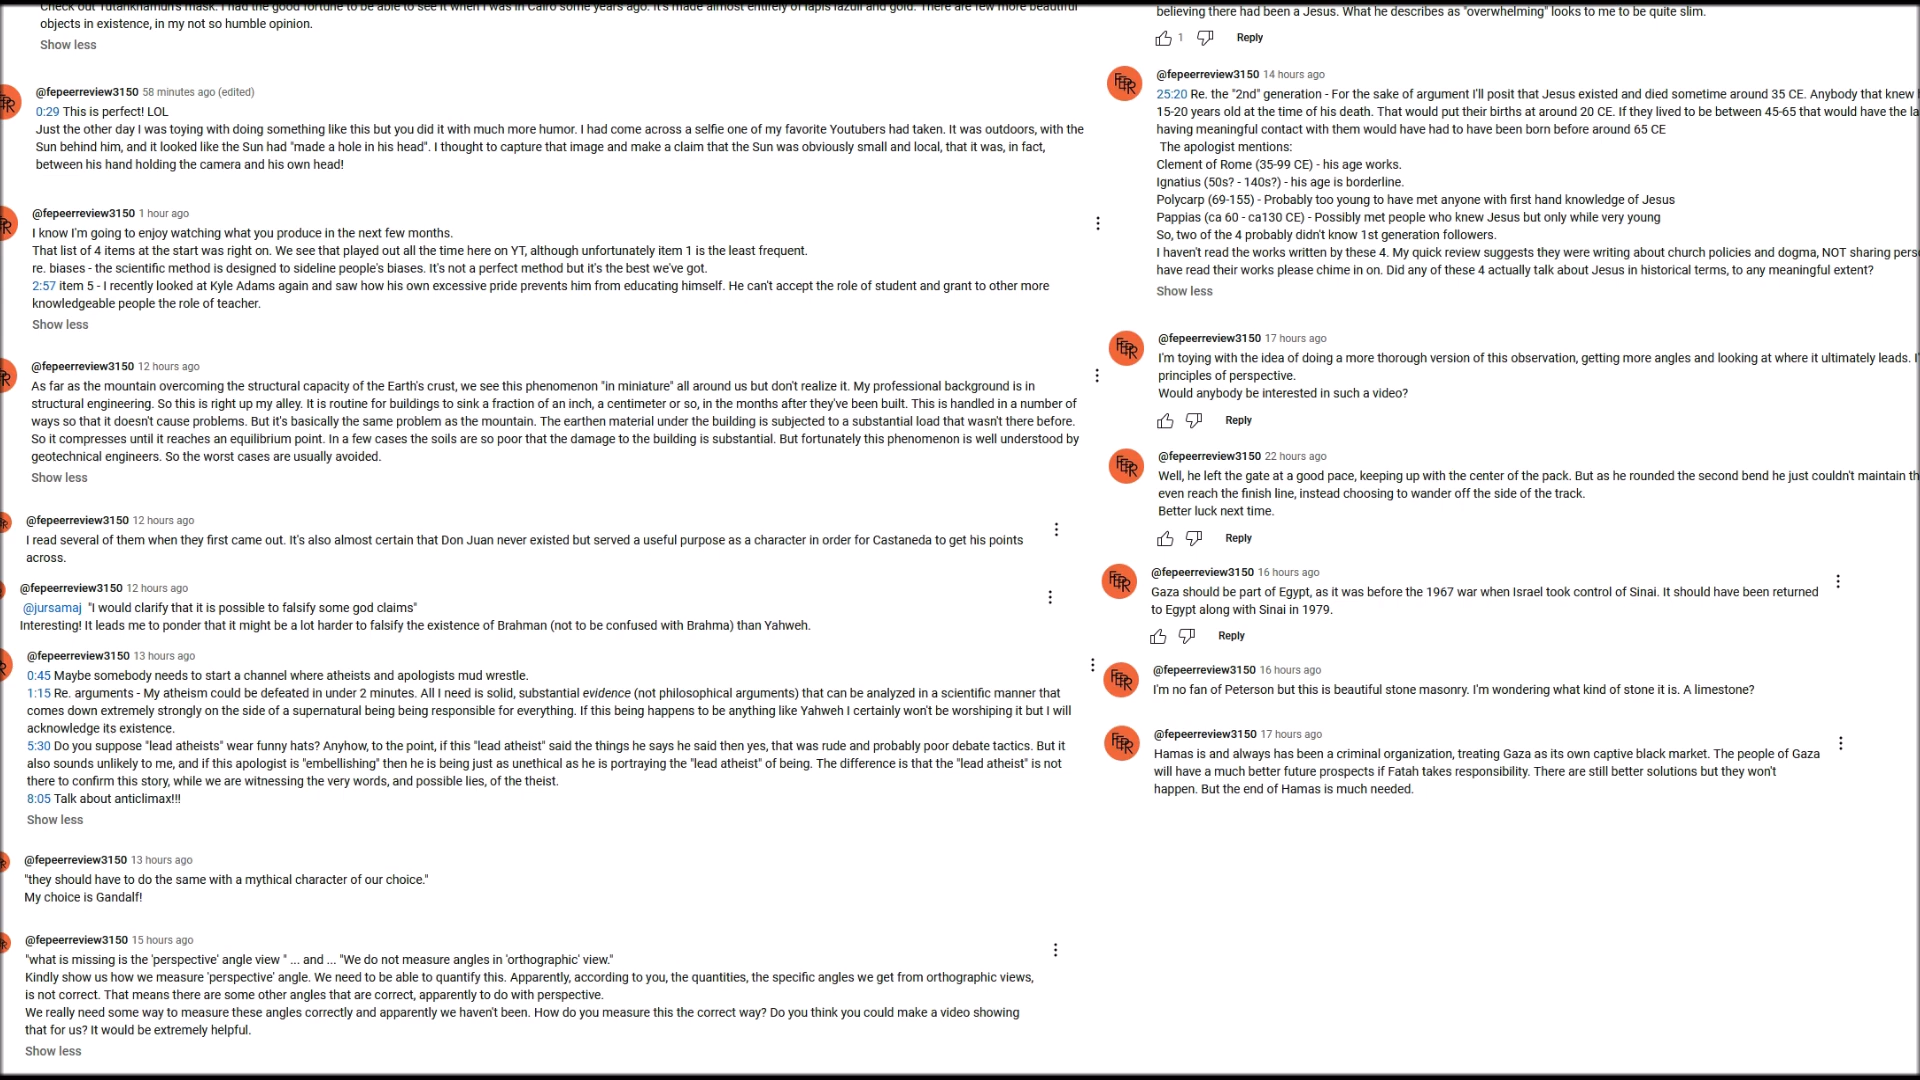 Check out Tutankhamun's mask. I had the good fortune to be able to see it when I was in Cairo some years ago. It's made almost entirely of lapis lazuli and gold. There are few more beautiful
objects in existence, in my not so humble opinion.
Show less
@fepeerreview3150 58 minutes ago (edited)
0:29 This is perfect! LOL
Just the other day I was toying with doing something like this but you did it with much more humor. I had come across a selfie one of my favorite Youtubers had taken. It was outdoors, with the
Sun behind him, and it looked like the Sun had "made a hole in his head". I thought to capture that image and make a claim that the Sun was obviously small and local, that it was, in fact,
between his hand holding the camera and his own head!
@fepeerreview3150 1 hour ago
I know I'm going to enjoy watching what you produce in the next few months.
That list of 4 items at the start was right on. We see that played out all the time here on YT, although unfortunately item 1 is the least frequent.
re. biases - the scientific method is designed to sideline people's biases. It's not a perfect method but it's the best we've got.
2:57 item 5 - I recently looked at Kyle Adams again and saw how his own excessive pride prevents him from educating himself. He can't accept the role of student and grant to other more
knowledgeable people the role of teacher.
Show less
@fepeerreview3150 12 hours ago
As far as the mountain overcoming the structural capacity of the Earth's crust, we see this phenomenon "in miniature" all around us but don't realize it. My professional background is in
structural engineering. So this is right up my alley. It is routine for buildings to sink a fraction of an inch, a centimeter or so, in the months after they've been built. This is handled in a number of
ways so that it doesn't cause problems. But it's basically the same problem as the mountain. The earthen material under the building is subjected to a substantial load that wasn't there before.
So it compresses until it reaches an equilibrium point. In a few cases the soils are so poor that the damage to the building is substantial. But fortunately this phenomenon is well understood by
geotechnical engineers. So the worst cases are usually avoided.
Show less
@fepeerreview3150 12 hours ago
I read several of them when they first came out. It's also almost certain that Don Juan never existed but served a useful purpose as a character in order for Castaneda to get his points
across.
@fepeerreview3150 12 hours ago
@jursamaj "I would clarify that it is possible to falsify some god claims"
Interesting! It leads me to ponder that it might be a lot harder to falsify the existence of Brahman (not to be confused with Brahma) than Yahweh.
@fepeerreview3150 13 hours ago
0:45 Maybe somebody needs to start a channel where atheists and apologists mud wrestle.
1:15 Re. arguments - My atheism could be defeated in under 2 minutes. All I need is solid, substantial evidence (not philosophical arguments) that can be analyzed in a scientific manner that
comes down extremely strongly on the side of a supernatural being being responsible for everything. If this being happens to be anything like Yahweh I certainly won't be worshiping it but I will
acknowledge its existence.
5:30 Do you suppose "lead atheists" wear funny hats? Anyhow, to the point, if this "lead atheist" said the things he says he said then yes, that was rude and probably poor debate tactics. But it
also sounds unlikely to me, and if this apologist is "embellishing" then he is being just as unethical as he is portraying the "lead atheist" of being. The difference is that the "lead atheist" is not
there to confirm this story, while we are witnessing the very words, and possible lies, of the theist.
8:05 Talk about anticlimax!!!
Show less
@fepeerreview3150 13 hours ago
"they should have to do the same with a mythical character of our choice."
My choice is Gandalf!
@fepeerreview3150 15 hours ago
"what is missing is the 'perspective' angle view " ... and ... "We do not measure angles in 'orthographic' view."
Kindly show us how we measure 'perspective' angle. We need to be able to quantify this. Apparently, according to you, the quantities, the specific angles we get from orthographic views,
is not correct. That means there are some other angles that are correct, apparently to do with perspective.
We really need some way to measure these angles correctly and apparently we haven't been. How do you measure this the correct way? Do you think you could make a video showing
that for us? It would be extremely helpful.
Show less
believing there had been a Jesus. What he describes as "overwhelming" looks to me to be quite slim.
1 Reply
@fepeerreview3150 14 hours ago
25:20 Re. the "2nd" generation - For the sake of argument I'll posit that Jesus existed and died sometime around 35 CE. Anybody that knew
15-20 years old at the time of his death. That would put their births at around 20 CE. If they lived to be between 45-65 that would have the la
having meaningful contact with them would have had to have been born before around 65 CE
The apologist mentions:
Clement of Rome (35-99 CE) - his age works.
Ignatius (50s? - 140s?) - his age is borderline.
Polycarp (69-155) - Probably too young to have met anyone with first hand knowledge of Jesus
Pappias (ca 60 - ca130 CE) - Possibly met people who knew Jesus but only while very young
So, two of the 4 probably didn't know 1st generation followers.
I haven't read the works written by these 4. My quick review suggests they were writing about church policies and dogma, NOT sharing pers
have read their works please chime in on. Did any of these 4 actually talk about Jesus in historical terms, to any meaningful extent?
Show less
@fepeerreview3150 17 hours ago
I'm toying with the idea of doing a more thorough version of this observation, getting more angles and looking at where it ultimately leads. I
principles of perspective.
Would anybody be interested in such a video?
Reply
@fepeerreview3150 22 hours ago
Well, he left the gate at a good pace, keeping up with the center of the pack. But as he rounded the second bend he just couldn't maintain th
even reach the finish line, instead choosing to wander off the side of the track.
Better luck next time.
Reply
@fepeerreview3150 16 hours ago
Gaza should be part of Egypt, as it was before the 1967 war when Israel took control of Sinai. It should have been returned
to Egypt along with Sinai in 1979.
Reply
@fepeerreview3150 16 hours ago
I'm no fan of Peterson but this is beautiful stone masonry. I'm wondering what kind of stone it is. A limestone?
@fepeerreview3150 17 hours ago
Hamas is and always has been a criminal organization, treating Gaza as its own captive black market. The people of Gaza
will have a much better future prospects if Fatah takes responsibility. There are still better solutions but they won't
happen. But the end of Hamas is much needed.